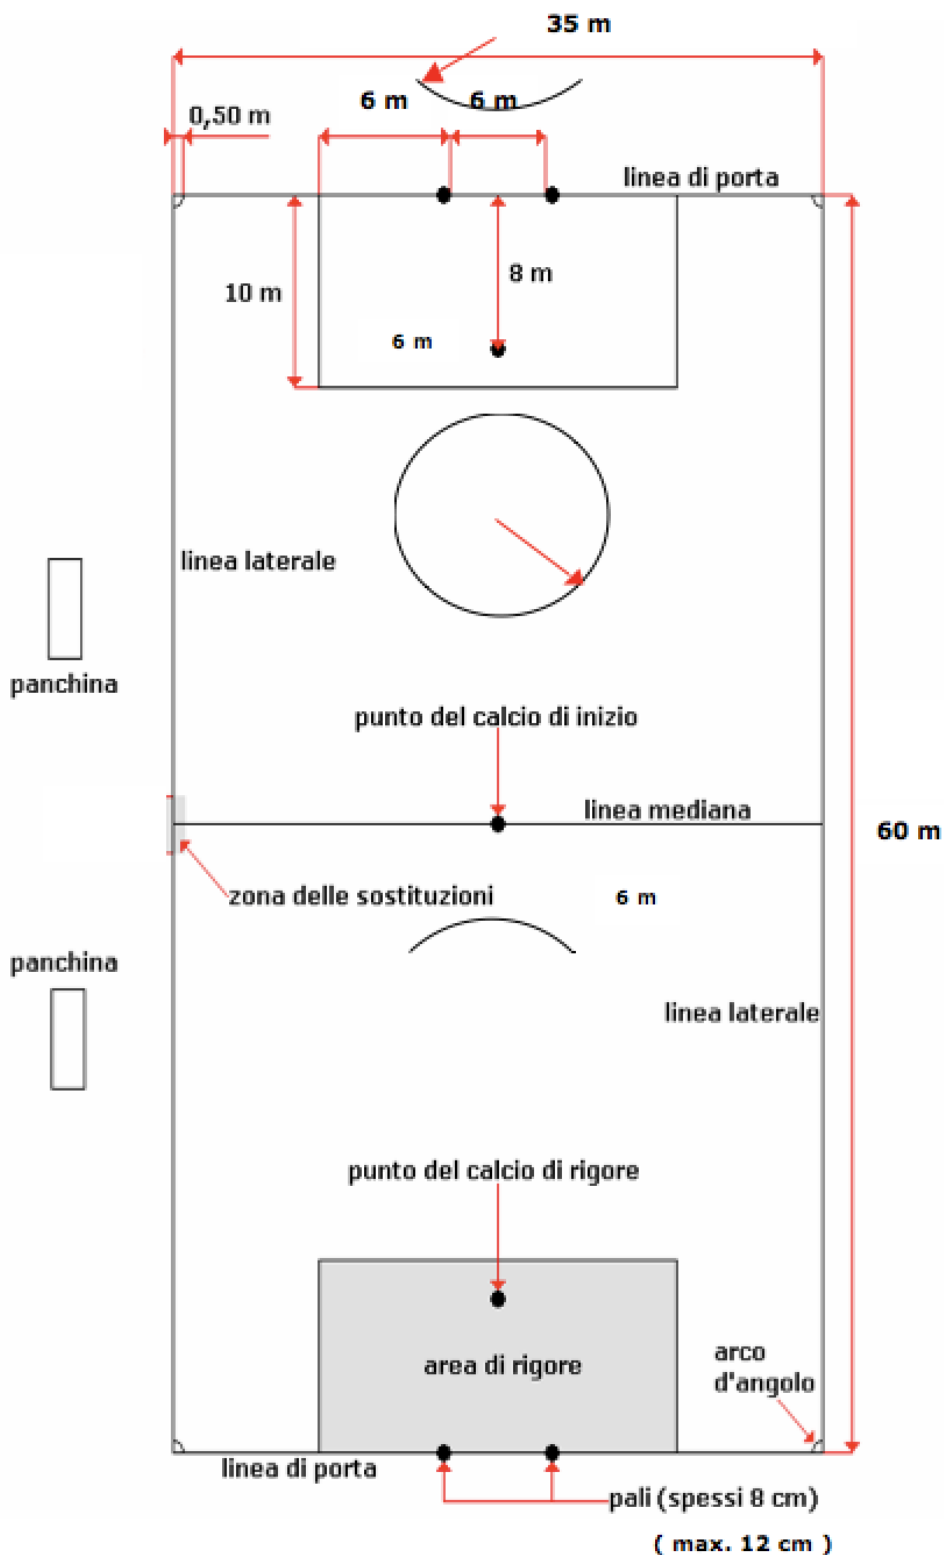 35 m
6 m
6 m
0,50 m
linea di porta
8 m
10 m
6 m
linea laterale
panchina
punto del calcio di inizio
linea mediana
60 m
zona delle sostituzioni
6 m
panchina
linea laterale
punto del calcio di rigore
arco
d'angolo
area di rigore
linea di porta
pali (spessi 8 cm)
( max. 12 cm )